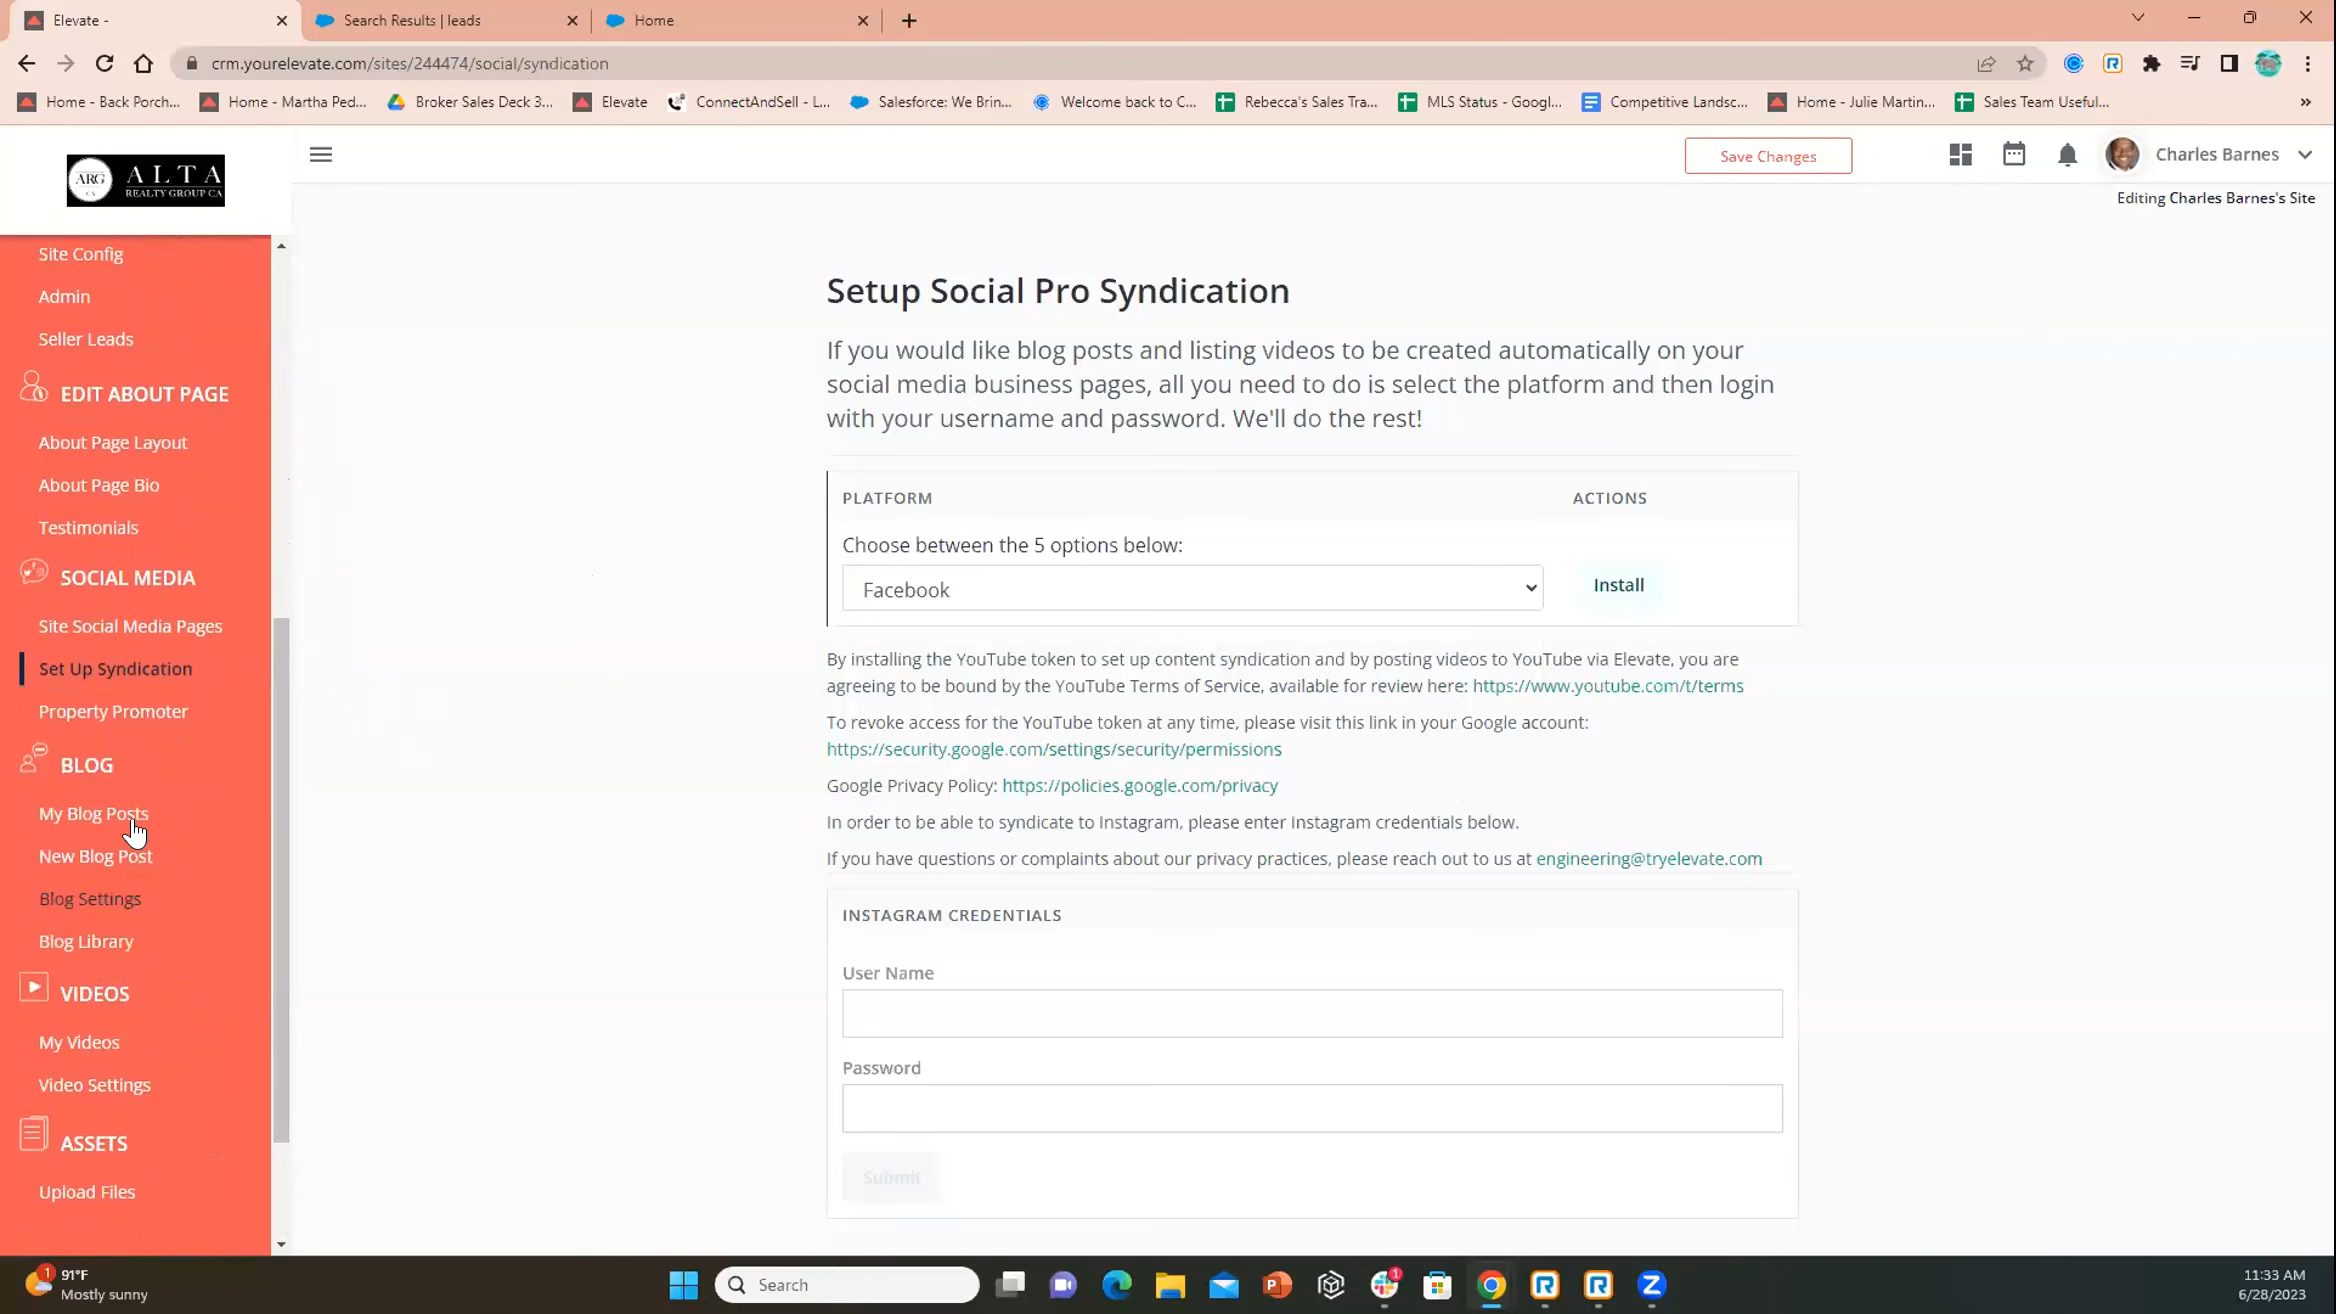 Elevate -
Search Results | leads
Home
crm.yourelevate.com/sites/244474/social/syndication
Home - Back Porch...
Home - Martha Ped...
Broker Sales Deck 3...
Elevate
ConnectAndSell - L...
Salesforce: We Brin...
Welcome back to C...
Rebecca's Sales Tra...
MLS Status - Googl...
Competitive Landsc...
Home - Julie Martin...
Sales Team Useful...
»
ARG
CA
ALTA
REALTY GROUP CA
Save Changes
Charles Barnes
Editing Charles Barnes's Site
Site Config
Admin
Seller Leads
EDIT ABOUT PAGE
About Page Layout
About Page Bio
Testimonials
SOCIAL MEDIA
Site Social Media Pages
Set Up Syndication
Property Promoter
BLOG
My Blog Posts
New Blog Post
Blog Settings
Blog Library
VIDEOS
My Videos
Video Settings
ASSETS
Upload Files
Setup Social Pro Syndication
If you would like blog posts and listing videos to be created automatically on your
social media business pages, all you need to do is select the platform and then login
with your username and password. We'll do the rest!
PLATFORM
ACTIONS
Choose between the 5 options below:
Facebook
Install
By installing the YouTube token to set up content syndication and by posting videos to YouTube via Elevate, you are
agreeing to be bound by the YouTube Terms of Service, available for review here: https://www.youtube.com/t/terms
To revoke access for the YouTube token at any time, please visit this link in your Google account:
https://security.google.com/settings/security/permissions
Google Privacy Policy: https://policies.google.com/privacy
In order to be able to syndicate to Instagram, please enter Instagram credentials below.
If you have questions or complaints about our privacy practices, please reach out to us at engineering@tryelevate.com
INSTAGRAM CREDENTIALS
User Name
Password
Submit
1
91°F
Mostly sunny
Search
1
11:33 AM
6/28/2023